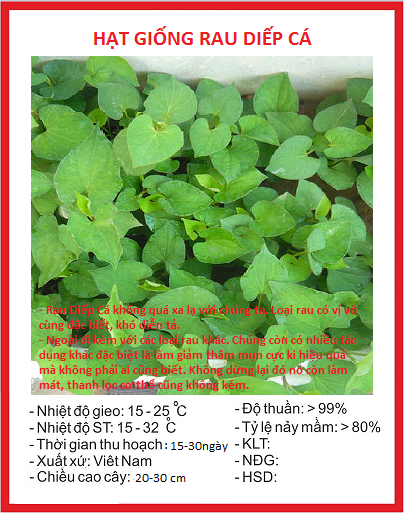 HẠT GIỐNG RAU DIẾP CÁ
- Rau Diếp Cá không quá xa lạ với chúng ta. Loại rau có vị vô
cùng đặc biệt, khó diễn tả.
- Ngoài đi kèm với các loại rau khác. Chúng còn có nhiều tác
dụng khác đặc biệt là làm giảm thâm mụn cực kì hiệu quả
mà không phải ai cũng biết. Không dừng lại đó nó còn làm
mát, thanh lọc cơ thể cũng không kém.
- Nhiệt độ gieo: 15 - 25 °C
- Nhiệt độ ST: 15 - 32 °C
- Thời gian thu hoạch: 15-30ngày
- Xuất xứ: Viêt Nam
- Chiều cao cây: 20-30 cm
- Độ thuần: > 99%
- Tỷ lệ nảy mầm: > 80%
- KLT:
- NĐG:
- HSD: